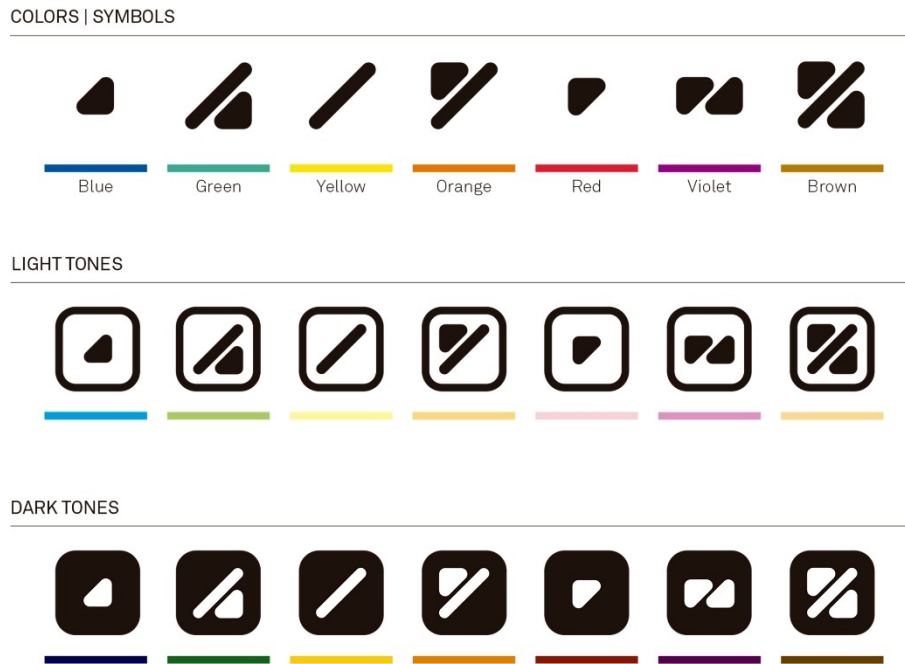 COLORS | SYMBOLS
Blue
Green
Yellow
Orange
Red
Violet
Brown
LIGHT TONES
DARK TONES